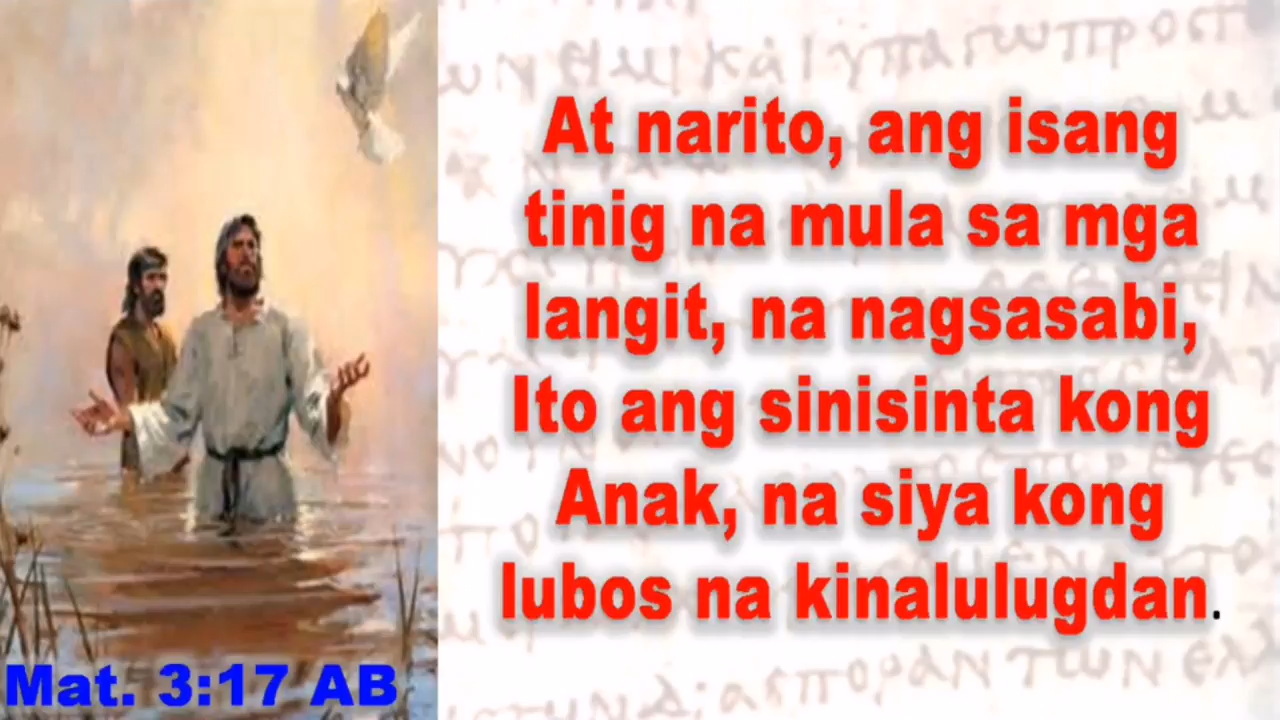 At narito, ang isang
tinig na mula sa mga
langit, na nagsasabi,
Ito ang sinisinta kong
Anak, na siya kong
lubos na kinalulugdan.
Mat. 3:17 AB